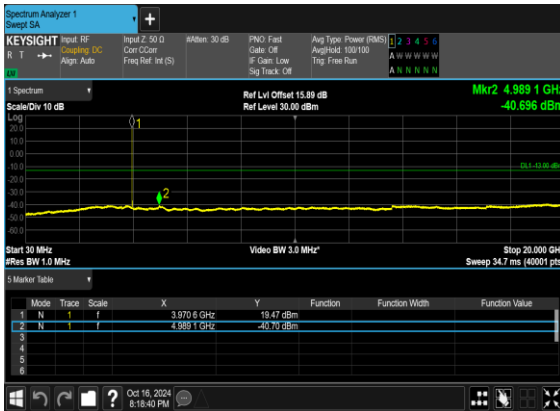 Spectrum Analyzer 1
Swept SA
+
KEYSIGHT
R T
LXI
Input: RF
Coupling: DC
Align: Auto
Input Z: 50 Ω
Corr CCorr
Freq Ref: Int (S)
#Atten: 30 dB
PNO: Fast
Gate: Off
IF Gain: Low
Sig Track: Off
Avg Type: Power (RMS)
Avg|Hold: 100/100
Trig: Free Run
1 2 3 4 5 6
A W W W W W
A N N N N N
1 Spectrum
Scale/Div 10 dB
Ref Lvl Offset 15.89 dB
Ref Level 30.00 dBm
Mkr2 4.989 1 GHz
-40.696 dBm
Log
20.0
10.0
0.00
-10.0
-20.0
-30.0
-40.0
-50.0
-60.0
1
2
DL1 -13.00 dBm
Start 30 MHz
#Res BW 1.0 MHz
Video BW 3.0 MHz*
Stop 20.000 GHz
Sweep 34.7 ms (40001 pts)
5 Marker Table
Mode Trace Scale X Y Function Function Width Function Value
1 N 1 f 3.970 6 GHz 19.47 dBm
2 N 1 f 4.989 1 GHz -40.70 dBm
3
4
5
6
?
Oct 16, 2024
8:18:40 PM